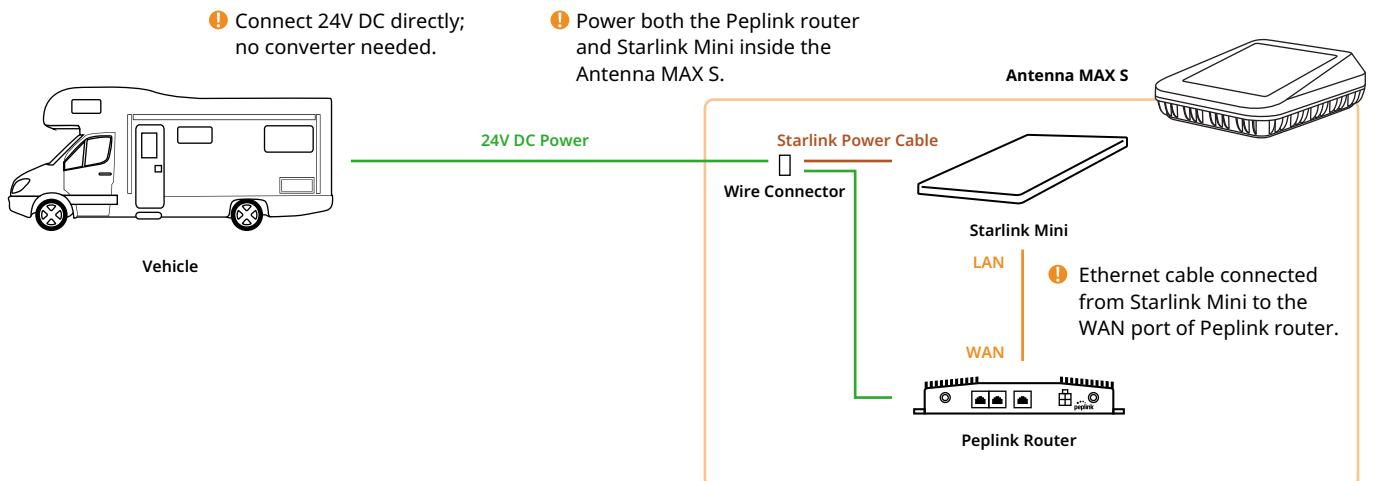 Connect 24V DC directly;
no converter needed.
Power both the Peplink router
and Starlink Mini inside the
Antenna MAX S.
Antenna MAX S
24V DC Power
Starlink Power Cable
Wire Connector
Vehicle
Starlink Mini
LAN
Ethernet cable connected
from Starlink Mini to the
WAN port of Peplink router.
WAN
peplink
Peplink Router